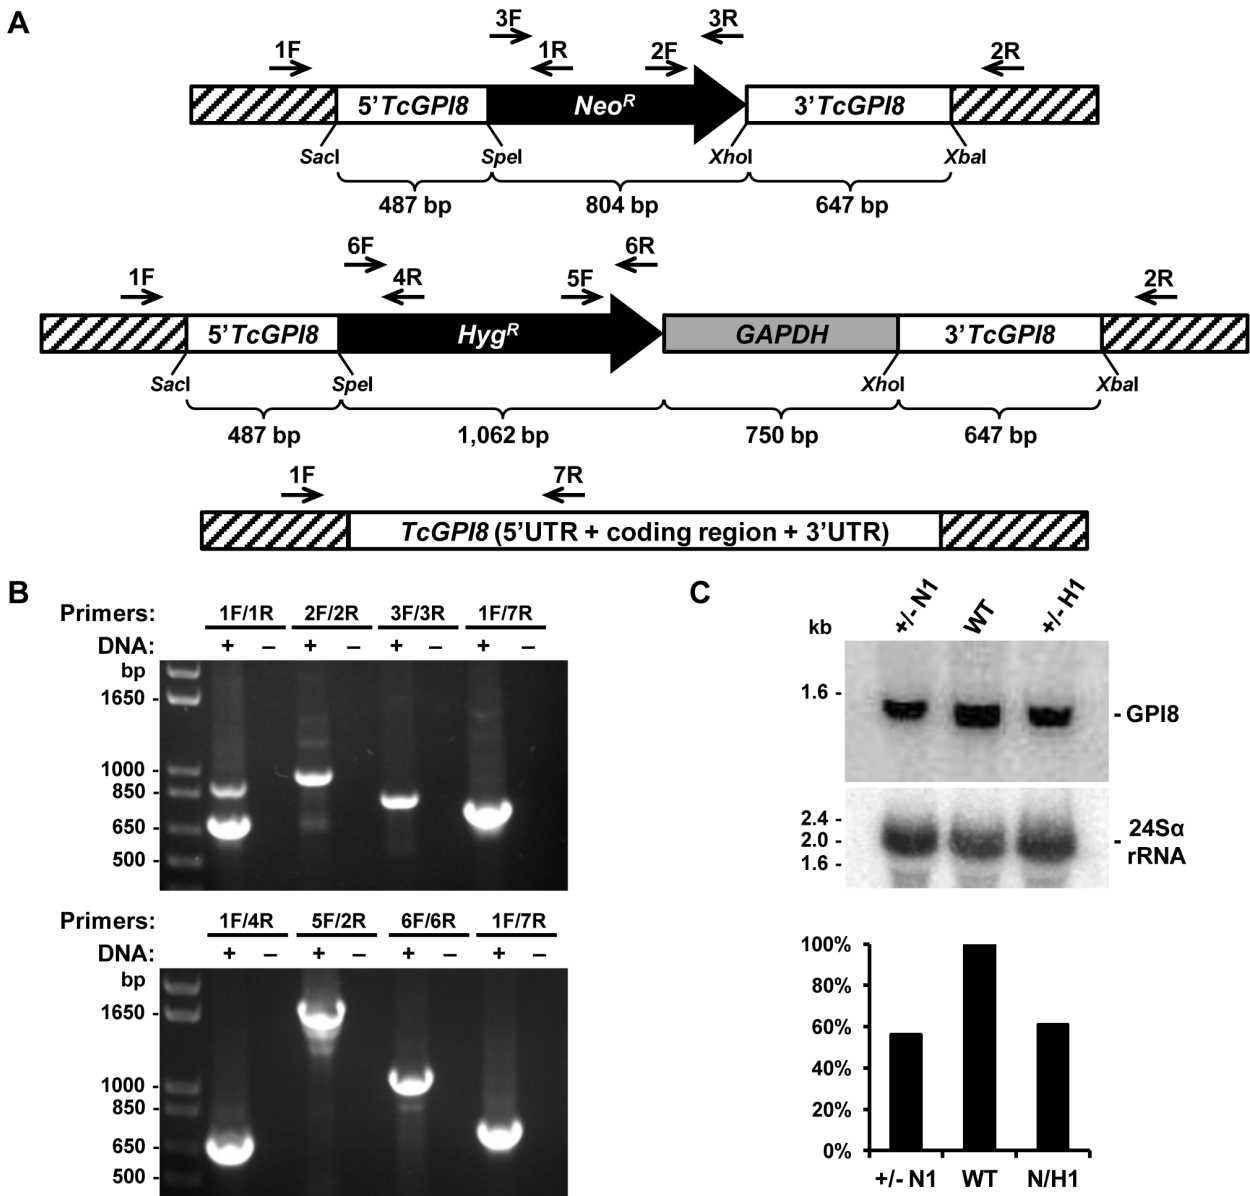 A
3F 3R
1F 1R 2F 2R
5’TcGPI8 Neo^R 3’TcGPI8
SacI SpeI XhoI XbaI
487 bp 804 bp 647 bp
6F 6R
1F 4R 5F 2R
5’TcGPI8 Hyg^R GAPDH 3’TcGPI8
SacI SpeI XhoI XbaI
487 bp 1,062 bp 750 bp 647 bp
1F 7R
TcGPI8 (5’UTR + coding region + 3’UTR)
B
Primers: 1F/1R 2F/2R 3F/3R 1F/7R
DNA: + – + – + – + –
bp
1650 -
1000 -
850 -
650 -
500 -
Primers: 1F/4R 5F/2R 6F/6R 1F/7R
DNA: + – + – + – + –
bp
1650 -
1000 -
850 -
650 -
500 -
C
+/- N1 WT +/- H1
kb
1.6 -
- GPI8
2.4 -
2.0 -
1.6 -
- 24Sα
rRNA
100%
80%
60%
40%
20%
0%
+/- N1 WT N/H1